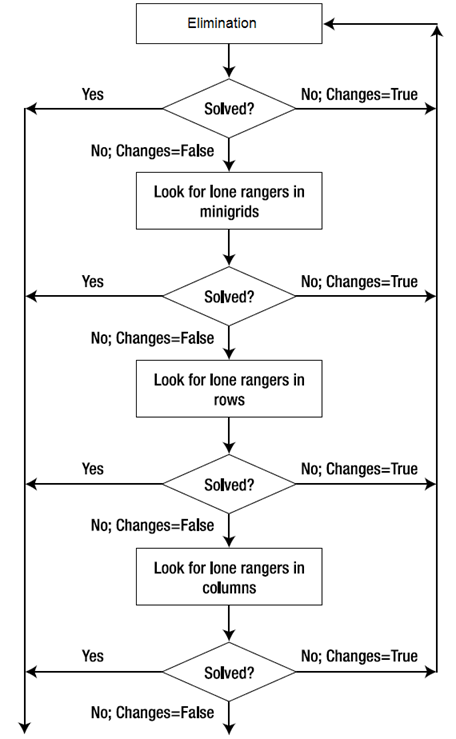 Elimination
Solved?
Yes
No; Changes=True
No; Changes=False
Look for lone rangers in
minigrids
Solved?
Yes
No; Changes=True
No; Changes=False
Look for lone rangers in
rows
Solved?
Yes
No; Changes=True
No; Changes=False
Look for lone rangers in
columns
Solved?
Yes
No; Changes=True
No; Changes=False